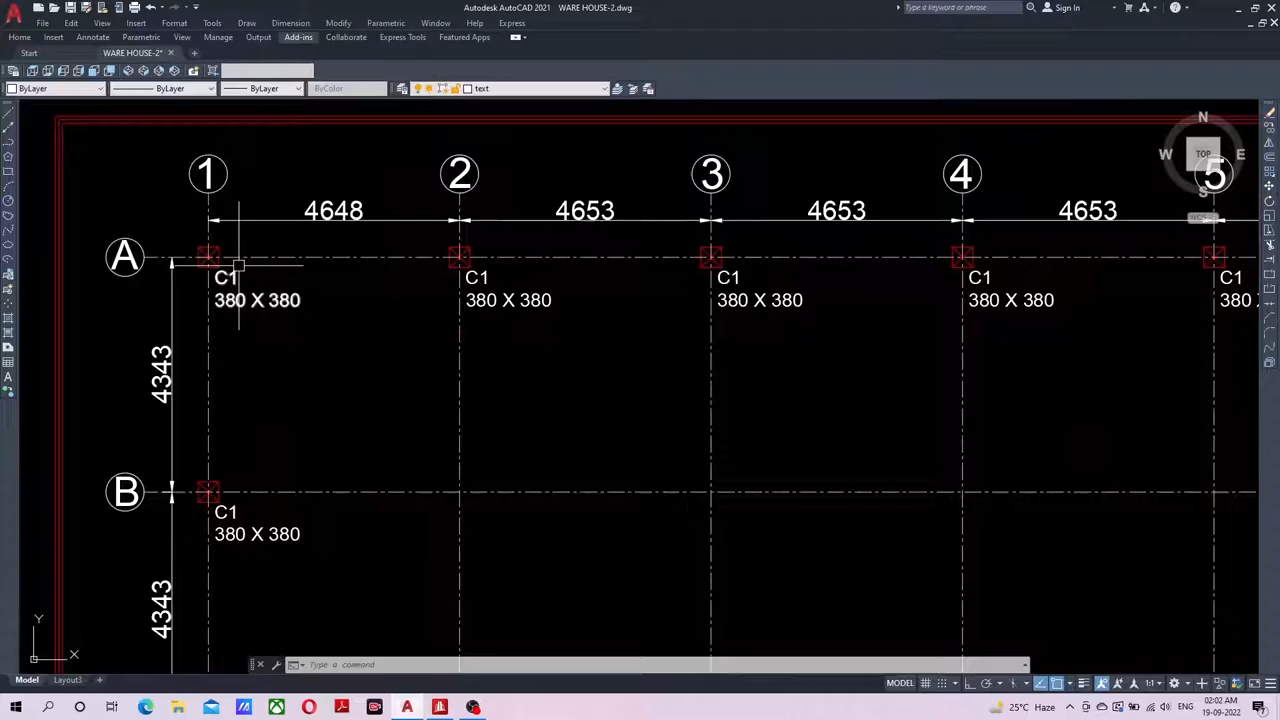 Autodesk AutoCAD 2021 WARE HOUSE-2.dwg
Type a keyword or phrase
Sign In
File Edit View Insert Format Tools Draw Dimension Modify Parametric Window Help Express
Home Insert Annotate Parametric View Manage Output Add-ins Collaborate Express Tools Featured Apps
Start WARE HOUSE-2*
ByLayer ByLayer ByLayer ByColor text
N
W TOP E
S
1 2 3 4 5
4648 4653 4653 4653
A
C1 C1 C1 C1 C1
380 X 380 380 X 380 380 X 380 380 X 380 380
4343
B
C1
380 X 380
4343
Y
X
Type a command
Model Layout3 MODEL 1:1
25°C Haze
02:02 AM
19-09-2022